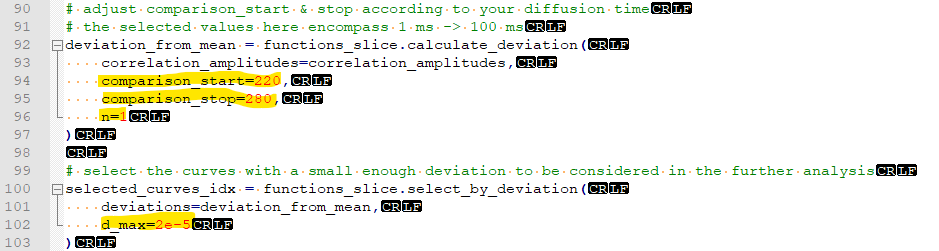 90 # adjust comparison_start & stop according to your diffusion timeCRLF
91 # the selected values here encompass 1 ms -> 100 msCRLF
92 deviation_from_mean = functions_slice.calculate_deviation(CRLF
93 correlation_amplitudes=correlation_amplitudes,CRLF
94 comparison_start=220,CRLF
95 comparison_stop=280,CRLF
96 n=1CRLF
97 )CRLF
98 CRLF
99 # select the curves with a small enough deviation to be considered in the further analysisCRLF
100 selected_curves_idx = functions_slice.select_by_deviation(CRLF
101 deviations=deviation_from_mean,CRLF
102 d_max=2e-5CRLF
103 )CRLF